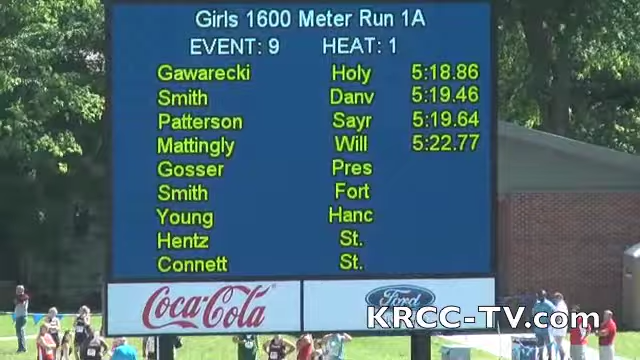 Girls 1600 Meter Run 1A
EVENT: 9 HEAT: 1
Gawarecki Holy 5:18.86
Smith Danv 5:19.46
Patterson Sayr 5:19.64
Mattingly Will 5:22.77
Gosser Pres
Smith Fort
Young Hanc
Hentz St.
Connett St.
Coca-Cola Ford
KRCC-TV.com